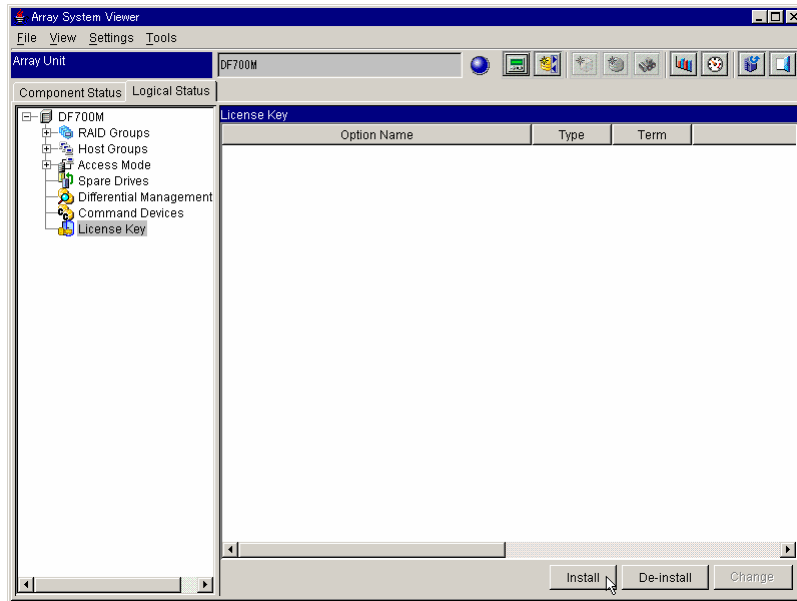 Array System Viewer
File View Settings Tools
Array Unit
DF700M
Component Status Logical Status
DF700M
RAID Groups
Host Groups
Access Mode
Spare Drives
Differential Management
Command Devices
License Key
License Key
Option Name Type Term
Install De-install Change